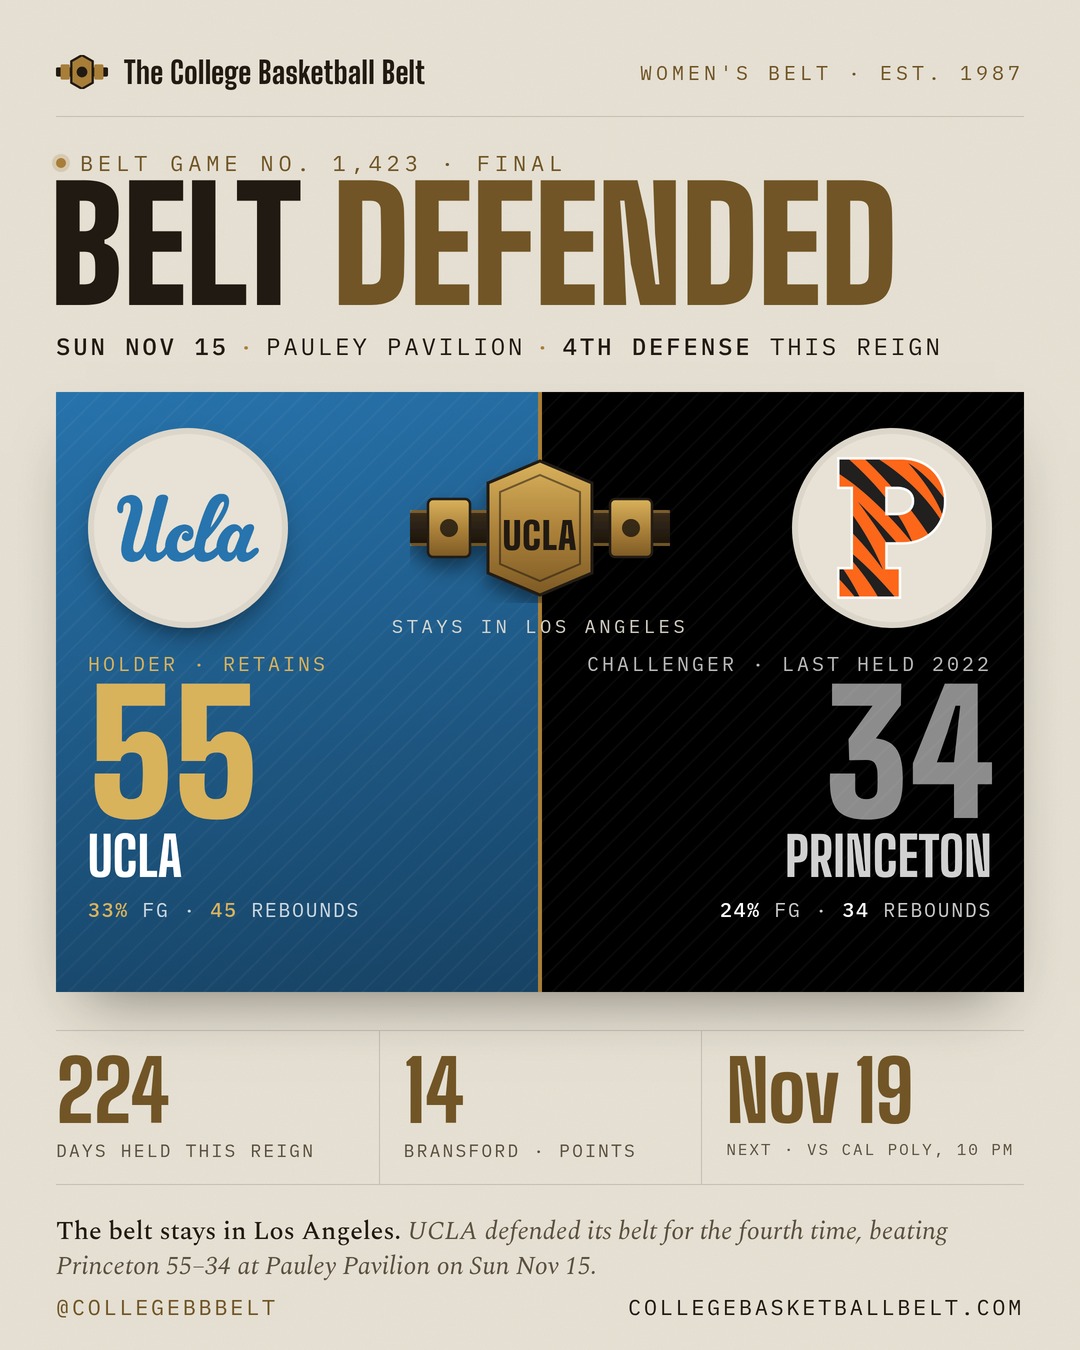 The College Basketball Belt
WOMEN'S BELT · EST. 1987
BELT GAME NO. 1,423 · FINAL
BELT DEFENDED
SUN NOV 15 · PAULEY PAVILION · 4TH DEFENSE THIS REIGN
Ucla
UCLA
P
STAYS IN LOS ANGELES
HOLDER · RETAINS
55
UCLA
33% FG · 45 REBOUNDS
CHALLENGER · LAST HELD 2022
34
PRINCETON
24% FG · 34 REBOUNDS
224
DAYS HELD THIS REIGN
14
BRANSFORD · POINTS
Nov 19
NEXT · VS CAL POLY, 10 PM
The belt stays in Los Angeles. UCLA defended its belt for the fourth time, beating
Princeton 55–34 at Pauley Pavilion on Sun Nov 15.
@COLLEGEBBBELT
COLLEGEBASKETBALLBELT.COM